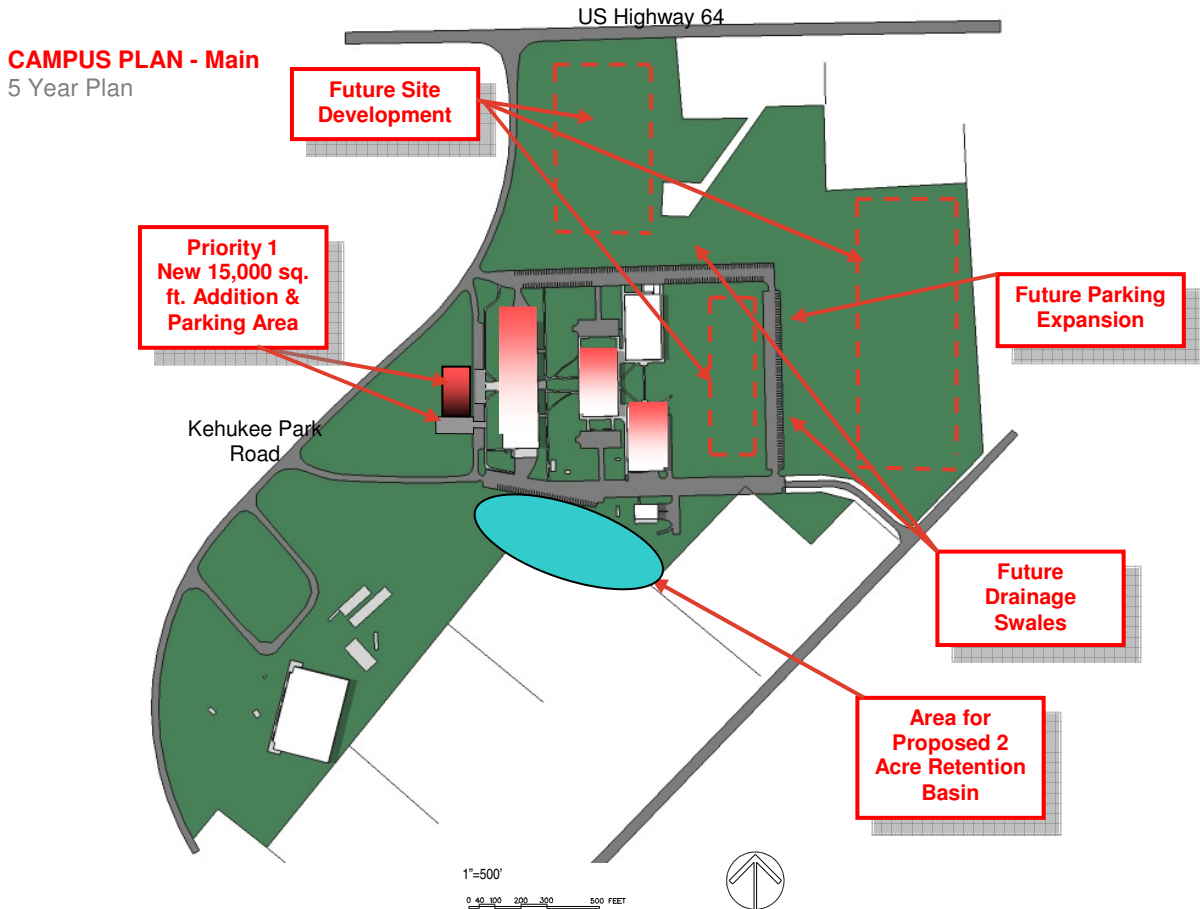 US Highway 64
CAMPUS PLAN - Main
5 Year Plan
Future Site
Development
Priority 1
New 15,000 sq.
ft. Addition &
Parking Area
Future Parking
Expansion
Kehukee Park
Road
Future
Drainage
Swales
Area for
Proposed 2
Acre Retention
Basin
1"=500'
0 40 100 200 300 500 FEET